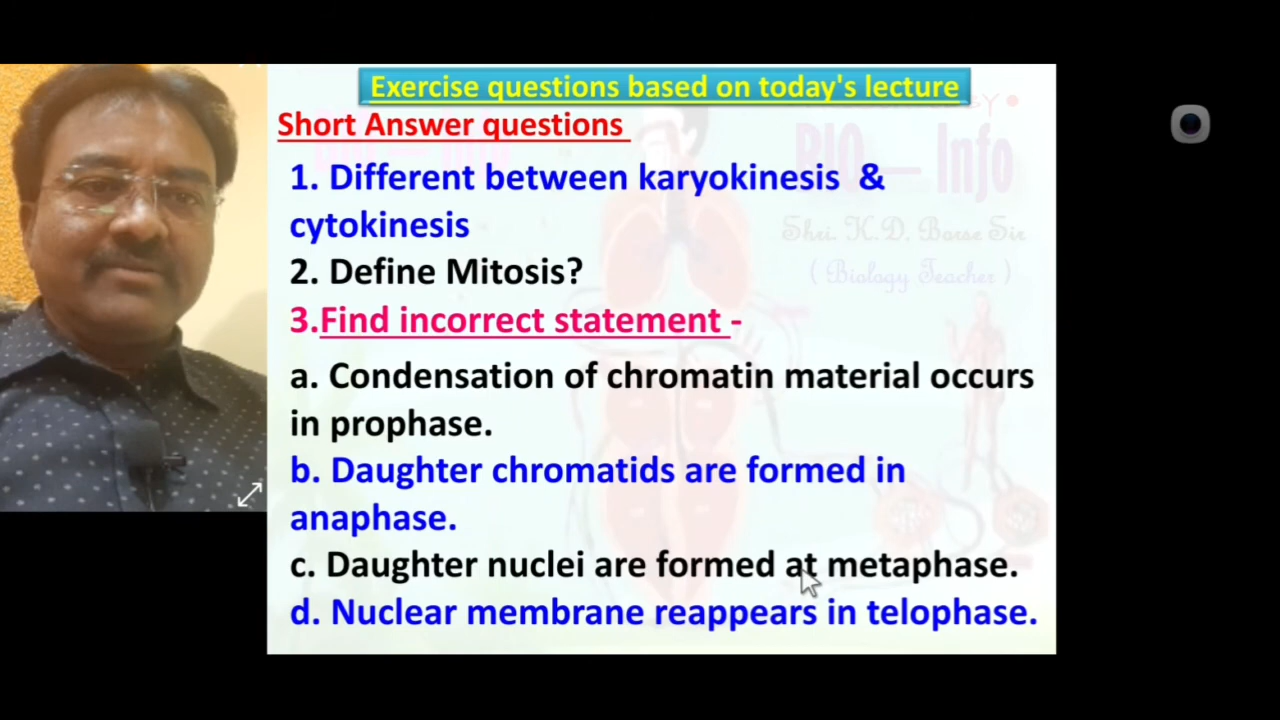 Exercise questions based on today's lecture
Short Answer questions
BIO — Info
1. Different between karyokinesis &
cytokinesis
Shri. K.D. Borse Sir
2. Define Mitosis?
( Biology Teacher )
3.Find incorrect statement -
a. Condensation of chromatin material occurs
in prophase.
b. Daughter chromatids are formed in
anaphase.
c. Daughter nuclei are formed at metaphase.
d. Nuclear membrane reappears in telophase.